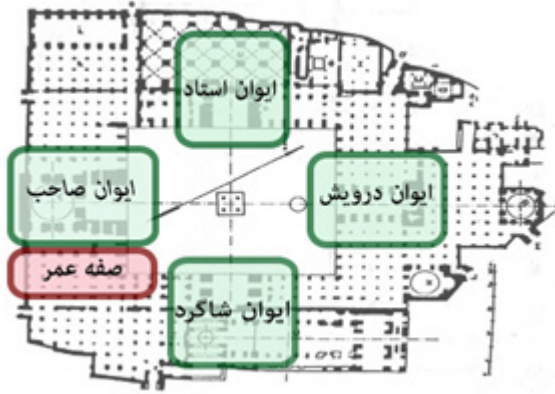 ایوان استاد
ایوان درویش
ایوان صاحب
صفه عمر
ایوان شاگرد